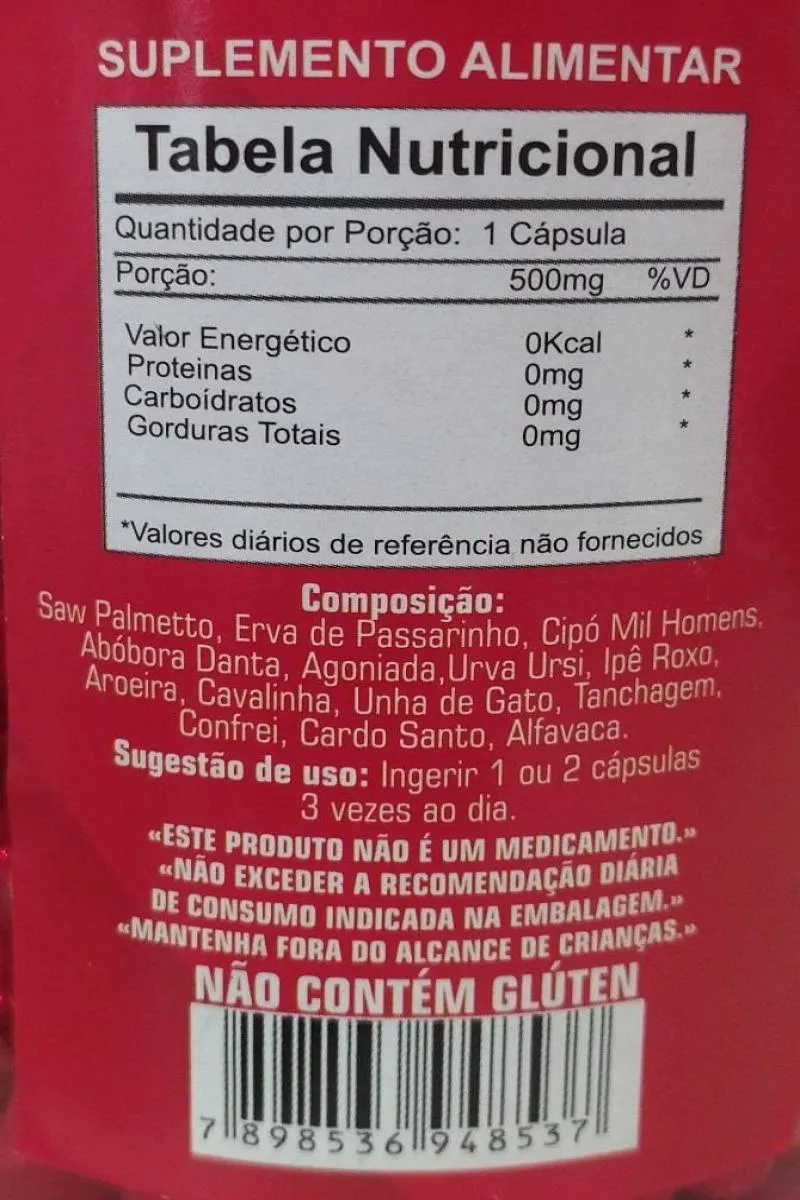 SUPLEMENTO ALIMENTAR
Tabela Nutricional
Quantidade por Porção: 1 Cápsula
Porção: 500mg %VD
Valor Energético 0Kcal *
Proteinas 0mg *
Carboídratos 0mg *
Gorduras Totais 0mg *
*Valores diários de referência não fornecidos
Composição:
Saw Palmetto, Erva de Passarinho, Cipó Mil Homens,
Abóbora Danta, Agoniada,Urva Ursi, Ipê Roxo,
Aroeira, Cavalinha, Unha de Gato, Tanchagem,
Confrei, Cardo Santo, Alfavaca.
Sugestão de uso: Ingerir 1 ou 2 cápsulas
3 vezes ao dia.
«ESTE PRODUTO NÃO É UM MEDICAMENTO.»
«NÃO EXCEDER A RECOMENDAÇÃO DIÁRIA
DE CONSUMO INDICADA NA EMBALAGEM.»
«MANTENHA FORA DO ALCANCE DE CRIANÇAS.»
NÃO CONTÉM GLÚTEN
7 898536 948537